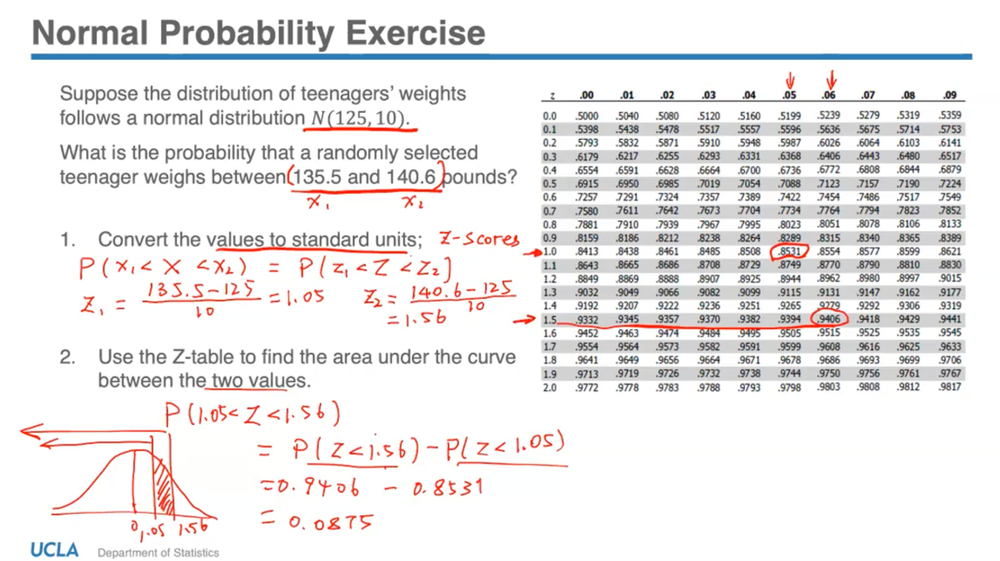 Normal Probability Exercise
Suppose the distribution of teenagers' weights
follows a normal distribution N(125, 10).
What is the probability that a randomly selected
teenager weighs between (135.5 and 140.6) pounds?
x₁ x₂
1. Convert the values to standard units; z-scores
P(x₁ < X < x₂) = P(z₁ < Z < z₂)
z₁ = 135.5-125/10 = 1.05 z₂ = 140.6-125/10
= 1.56
2. Use the Z-table to find the area under the curve
between the two values.
P(1.05 < Z < 1.56)
= P(Z < 1.56) - P(Z < 1.05)
= 0.9406 - 0.8531
= 0.0875
0 1.05 1.56
z .00 .01 .02 .03 .04 .05 .06 .07 .08 .09
0.0 .5000 .5040 .5080 .5120 .5160 .5199 .5239 .5279 .5319 .5359
0.1 .5398 .5438 .5478 .5517 .5557 .5596 .5636 .5675 .5714 .5753
0.2 .5793 .5832 .5871 .5910 .5948 .5987 .6026 .6064 .6103 .6141
0.3 .6179 .6217 .6255 .6293 .6331 .6368 .6406 .6443 .6480 .6517
0.4 .6554 .6591 .6628 .6664 .6700 .6736 .6772 .6808 .6844 .6879
0.5 .6915 .6950 .6985 .7019 .7054 .7088 .7123 .7157 .7190 .7224
0.6 .7257 .7291 .7324 .7357 .7389 .7422 .7454 .7486 .7517 .7549
0.7 .7580 .7611 .7642 .7673 .7704 .7734 .7764 .7794 .7823 .7852
0.8 .7881 .7910 .7939 .7967 .7995 .8023 .8051 .8078 .8106 .8133
0.9 .8159 .8186 .8212 .8238 .8264 .8289 .8315 .8340 .8365 .8389
1.0 .8413 .8438 .8461 .8485 .8508 .8531 .8554 .8577 .8599 .8621
1.1 .8643 .8665 .8686 .8708 .8729 .8749 .8770 .8790 .8810 .8830
1.2 .8849 .8869 .8888 .8907 .8925 .8944 .8962 .8980 .8997 .9015
1.3 .9032 .9049 .9066 .9082 .9099 .9115 .9131 .9147 .9162 .9177
1.4 .9192 .9207 .9222 .9236 .9251 .9265 .9279 .9292 .9306 .9319
1.5 .9332 .9345 .9357 .9370 .9382 .9394 .9406 .9418 .9429 .9441
1.6 .9452 .9463 .9474 .9484 .9495 .9505 .9515 .9525 .9535 .9545
1.7 .9554 .9564 .9573 .9582 .9591 .9599 .9608 .9616 .9625 .9633
1.8 .9641 .9649 .9656 .9664 .9671 .9678 .9686 .9693 .9699 .9706
1.9 .9713 .9719 .9726 .9732 .9738 .9744 .9750 .9756 .9761 .9767
2.0 .9772 .9778 .9783 .9788 .9793 .9798 .9803 .9808 .9812 .9817
UCLA Department of Statistics